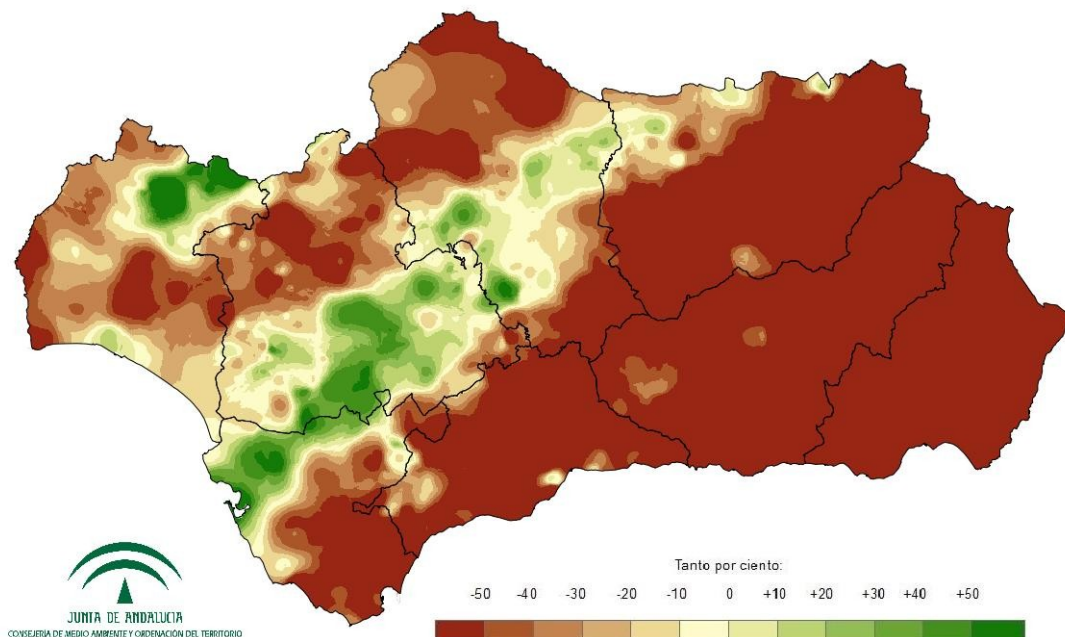 Tanto por ciento:
-50 -40 -30 -20 -10 0 +10 +20 +30 +40 +50
JUNTA DE ANDALUCIA
CONSEJERIA DE MEDIO AMBIENTE Y ORDENACIÓN DEL TERRITORIO